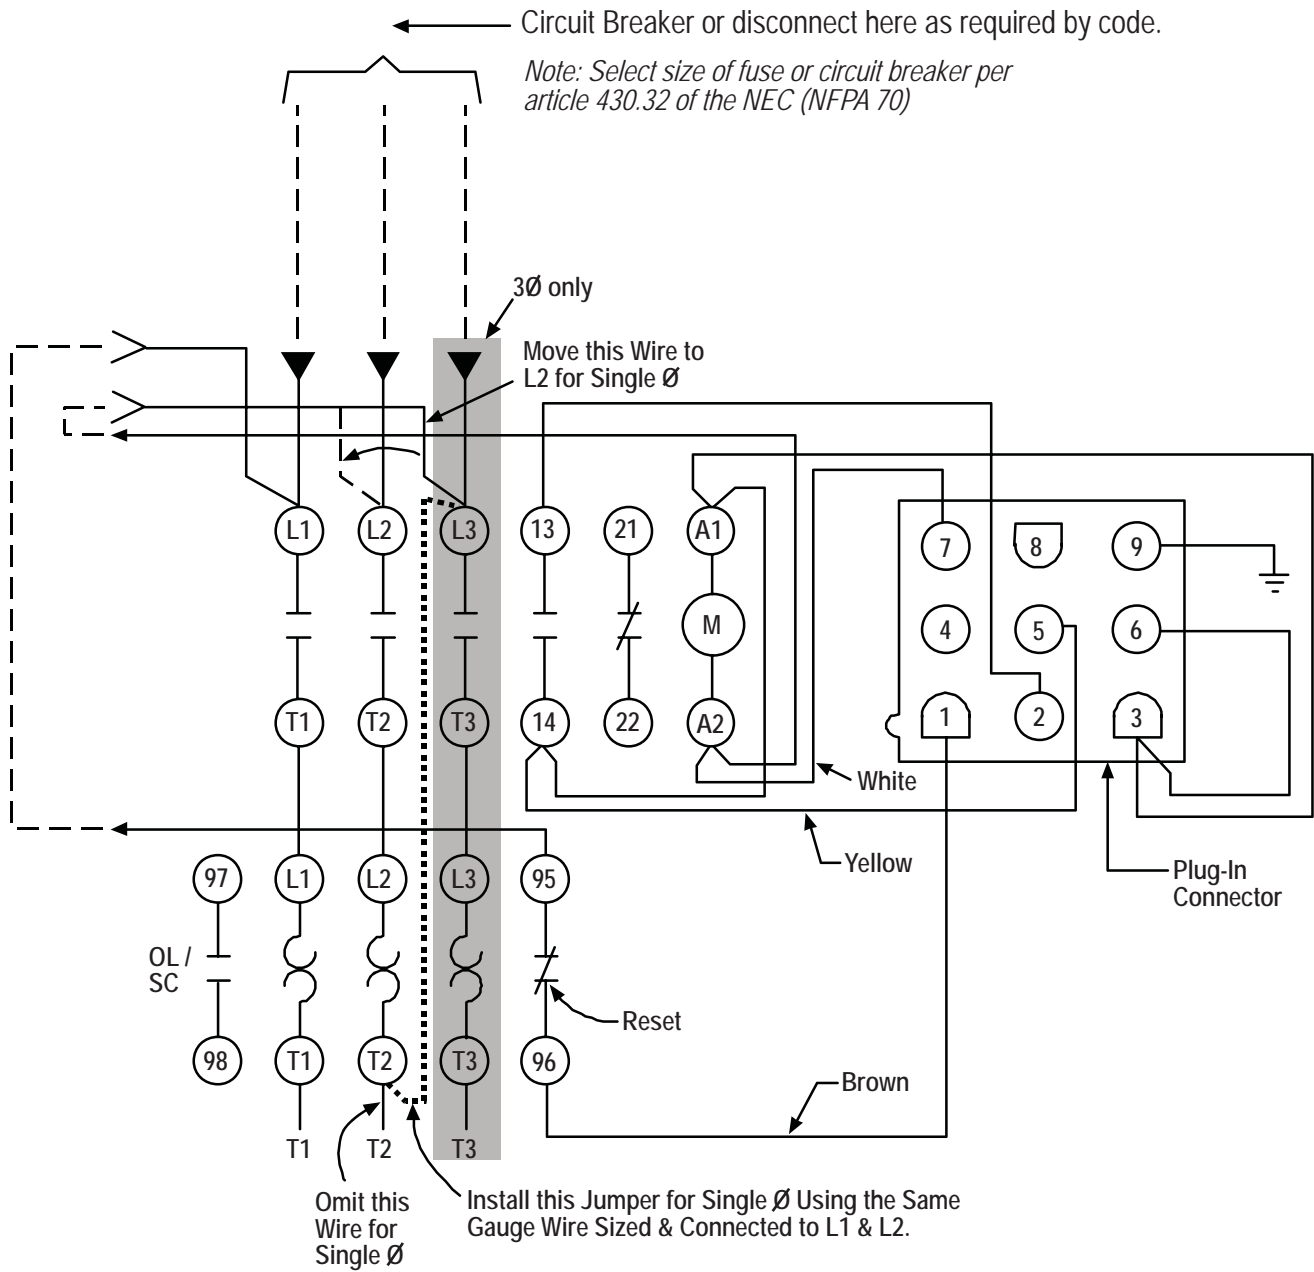 Circuit Breaker or disconnect here as required by code.
Note: Select size of fuse or circuit breaker per
article 430.32 of the NEC (NFPA 70)
3Ø only
Move this Wire to
L2 for Single Ø
L1
L2
L3
13
21
A1
7
8
9
M
4
5
6
T1
T2
T3
14
22
A2
1
2
3
White
Yellow
Plug-In
Connector
97
L1
L2
L3
95
OL /
SC
Reset
98
T1
T2
T3
96
Brown
T1
T2
T3
Omit this
Wire for
Single Ø
Install this Jumper for Single Ø Using the Same
Gauge Wire Sized & Connected to L1 & L2.